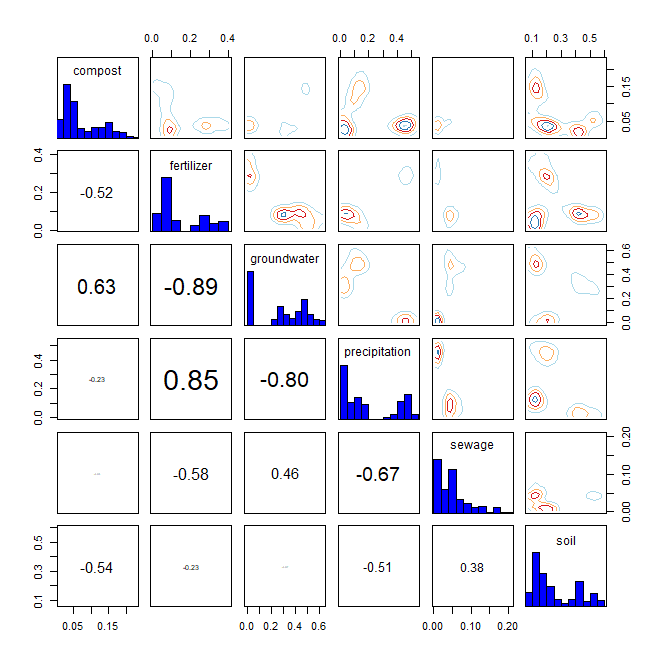 0.0 0.2 0.4
0.0 0.2 0.4
0.1 0.3 0.5
compost
0.05 0.15
0.0 0.2 0.4
-0.52
fertilizer
0.63
-0.89
groundwater
0.0 0.2 0.4 0.6
0.0 0.2 0.4
-0.23
0.85
-0.80
precipitation
-0.58
0.46
-0.67
sewage
0.00 0.10 0.20
0.1 0.3 0.5
-0.54
-0.23
-0.51
0.38
soil
0.05 0.15
0.0 0.2 0.4 0.6
0.00 0.10 0.20